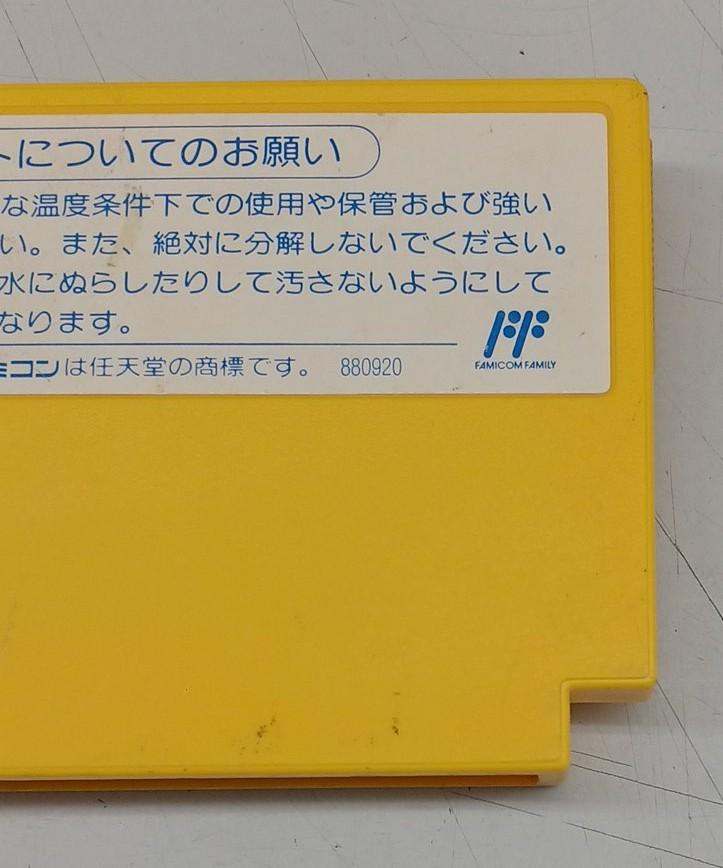 トについてのお願い
な温度条件下での使用や保管および強い
い。また、絶対に分解しないでください。
水にぬらしたりして汚さないようにして
なります。
ミコンは任天堂の商標です。 880920
FAMICOM FAMILY